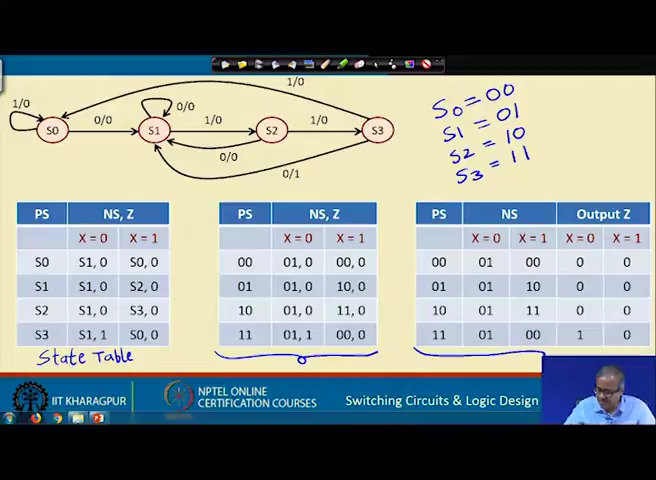 1/0
1/0
0/0
0/0
1/0
1/0
S0
S1
S2
S3
0/0
0/1
S0 = 00
S1 = 01
S2 = 10
S3 = 11
PS NS, Z
X = 0 X = 1
S0 S1, 0 S0, 0
S1 S1, 0 S2, 0
S2 S1, 0 S3, 0
S3 S1, 1 S0, 0
State Table
PS NS, Z
X = 0 X = 1
00 01, 0 00, 0
01 01, 0 10, 0
10 01, 0 11, 0
11 01, 1 00, 0
PS NS Output Z
X = 0 X = 1 X = 0 X = 1
00 01 00 0 0
01 01 10 0 0
10 01 11 0 0
11 01 00 1 0
IIT KHARAGPUR
NPTEL ONLINE
CERTIFICATION COURSES
Switching Circuits & Logic Design